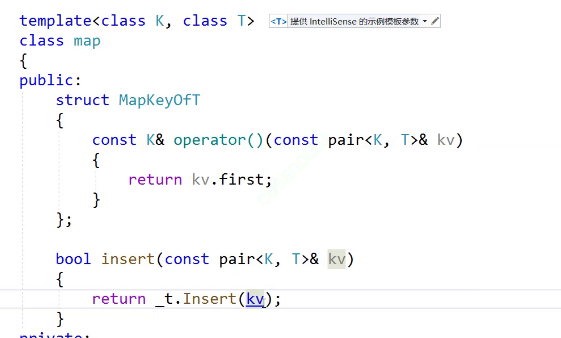 template<class K, class T> <T> 提供 IntelliSense 的示例模板参数
class map
{
public:
    struct MapKeyOfT
    {
        const K& operator()(const pair<K, T>& kv)
        {
            return kv.first;
        }
    };
    bool insert(const pair<K, T>& kv)
    {
        return _t.Insert(kv);
    }
private: